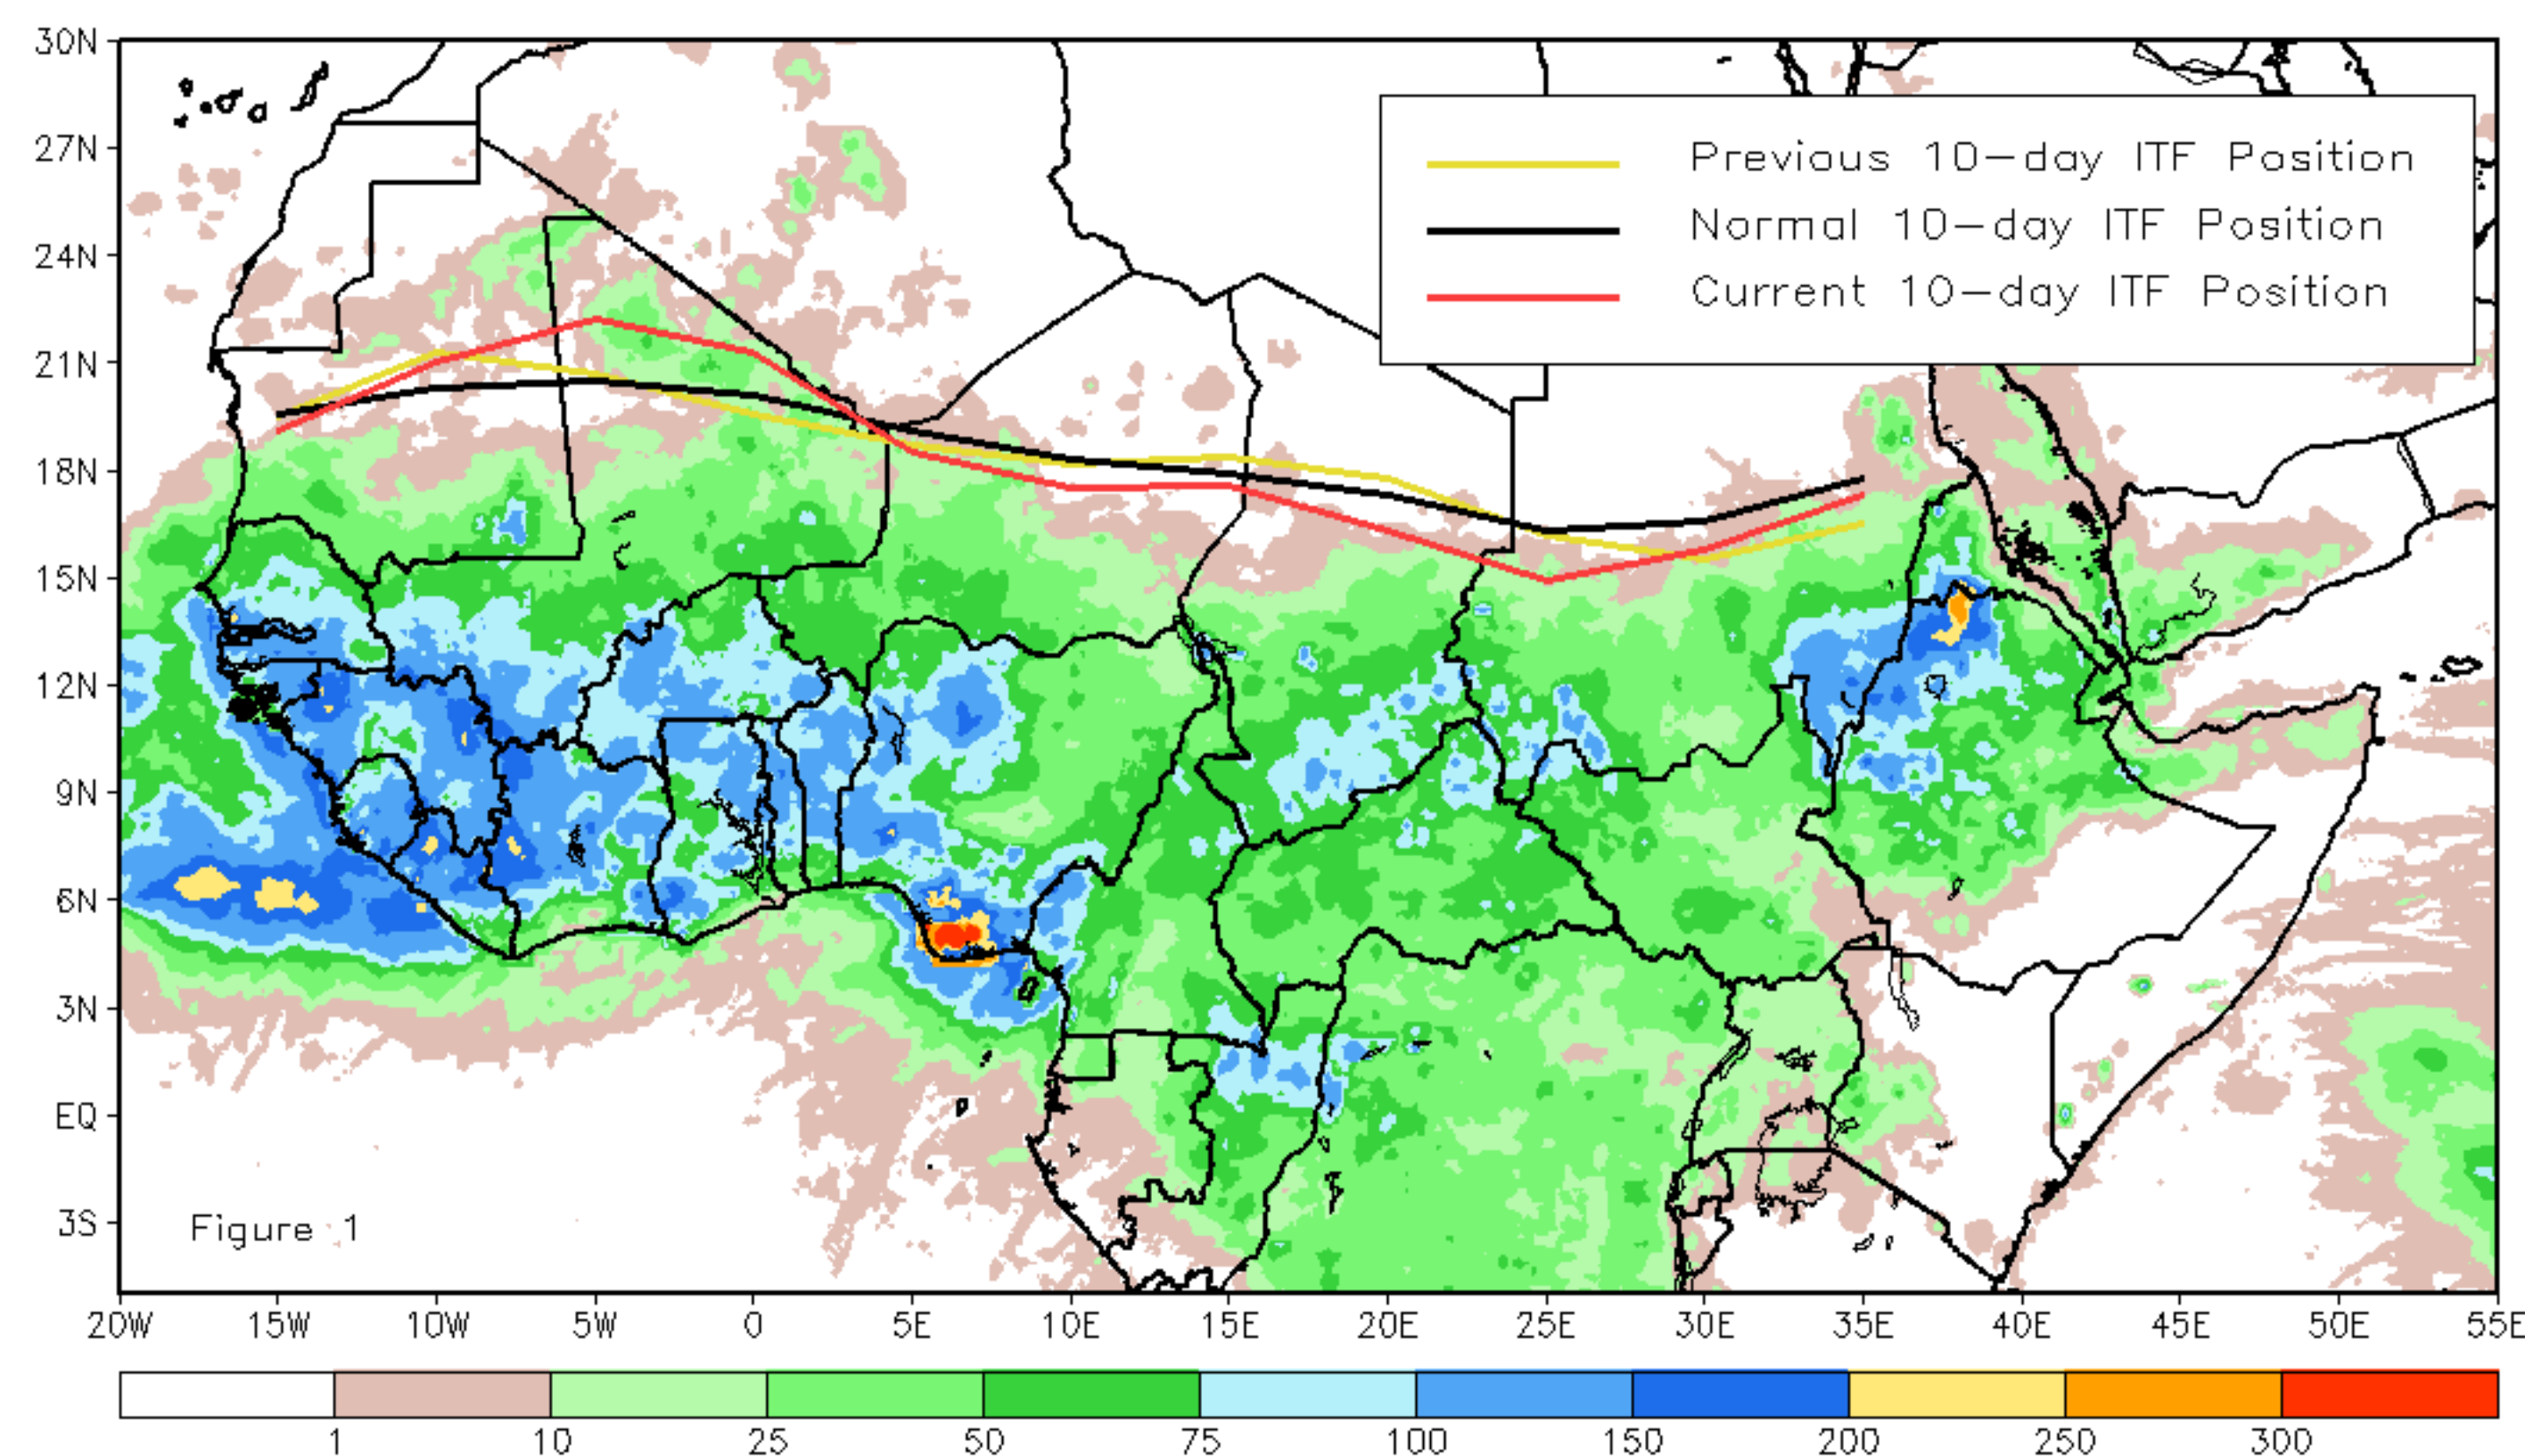 30N
27N
24N
21N
18N
15N
12N
9N
6N
3N
EQ
3S
Previous 10-day ITF Position
Normal 10-day ITF Position
Current 10-day ITF Position
Figure 1
20W 15W 10W 5W 0 5E 10E 15E 20E 25E 30E 35E 40E 45E 50E 55E
1 10 25 50 75 100 150 200 250 300